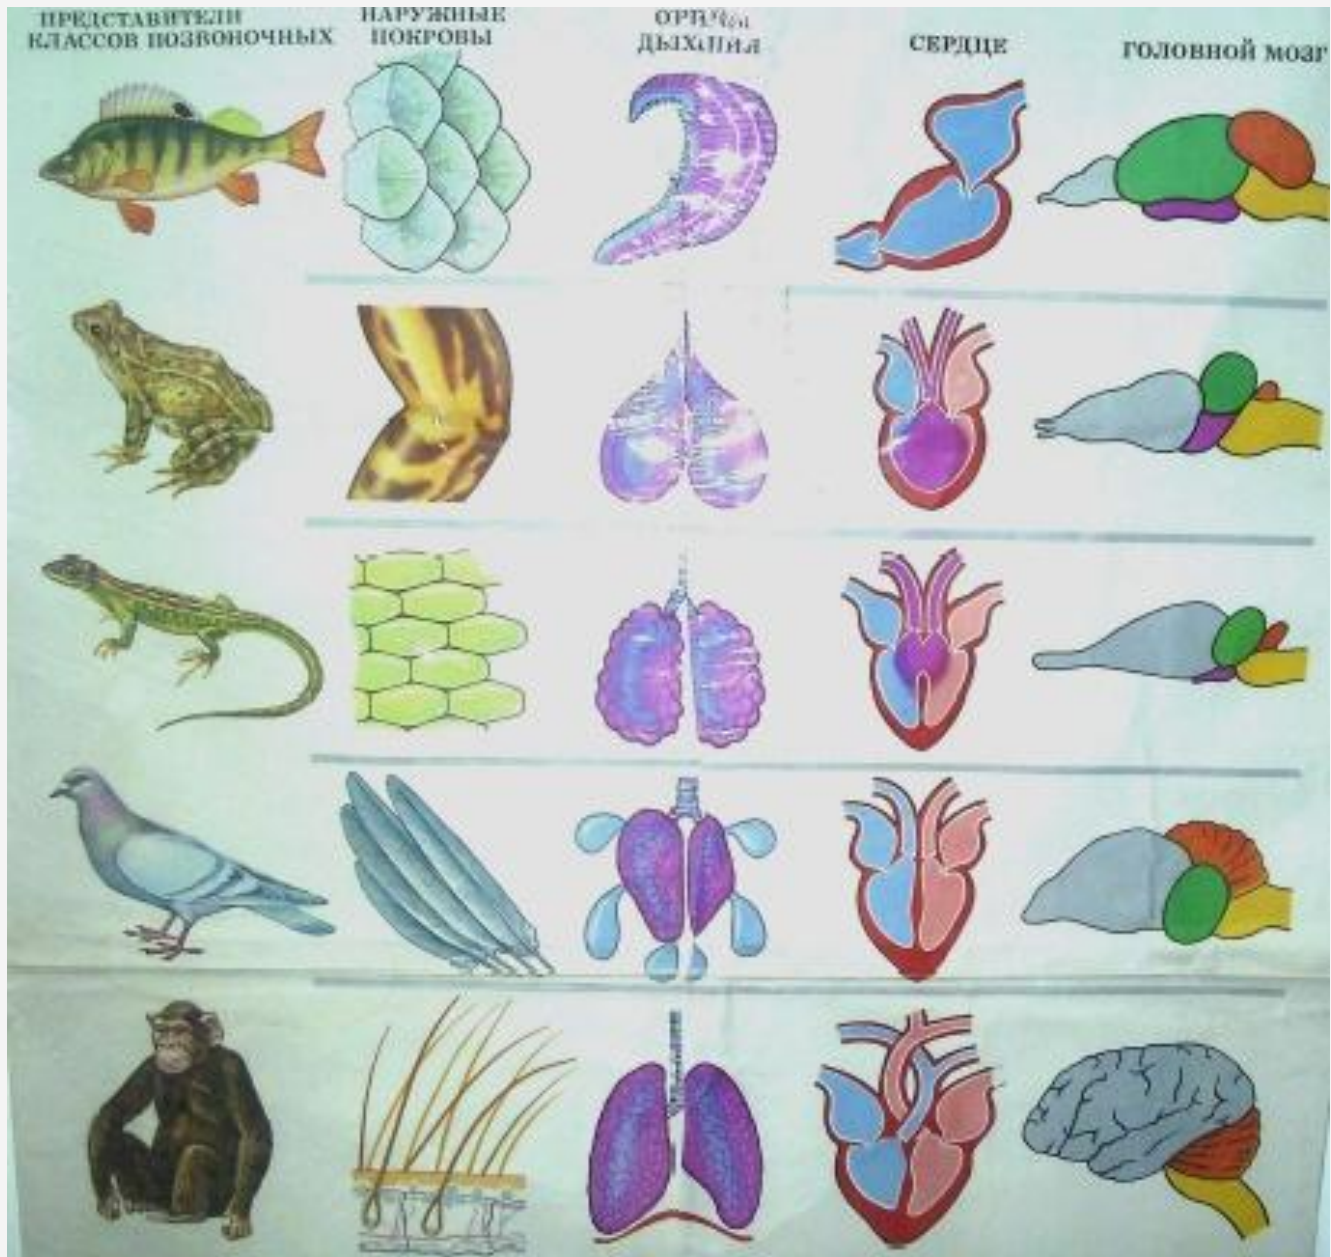 ПРЕДСТАВИТЕЛИ
КЛАССОВ ПОЗВОНОЧНЫХ
НАРУЖНЫЕ
ПОКРОВЫ
ДЫХАНИЯ
СЕРДЦЕ
ГОЛОВНОЙ МОЗГ